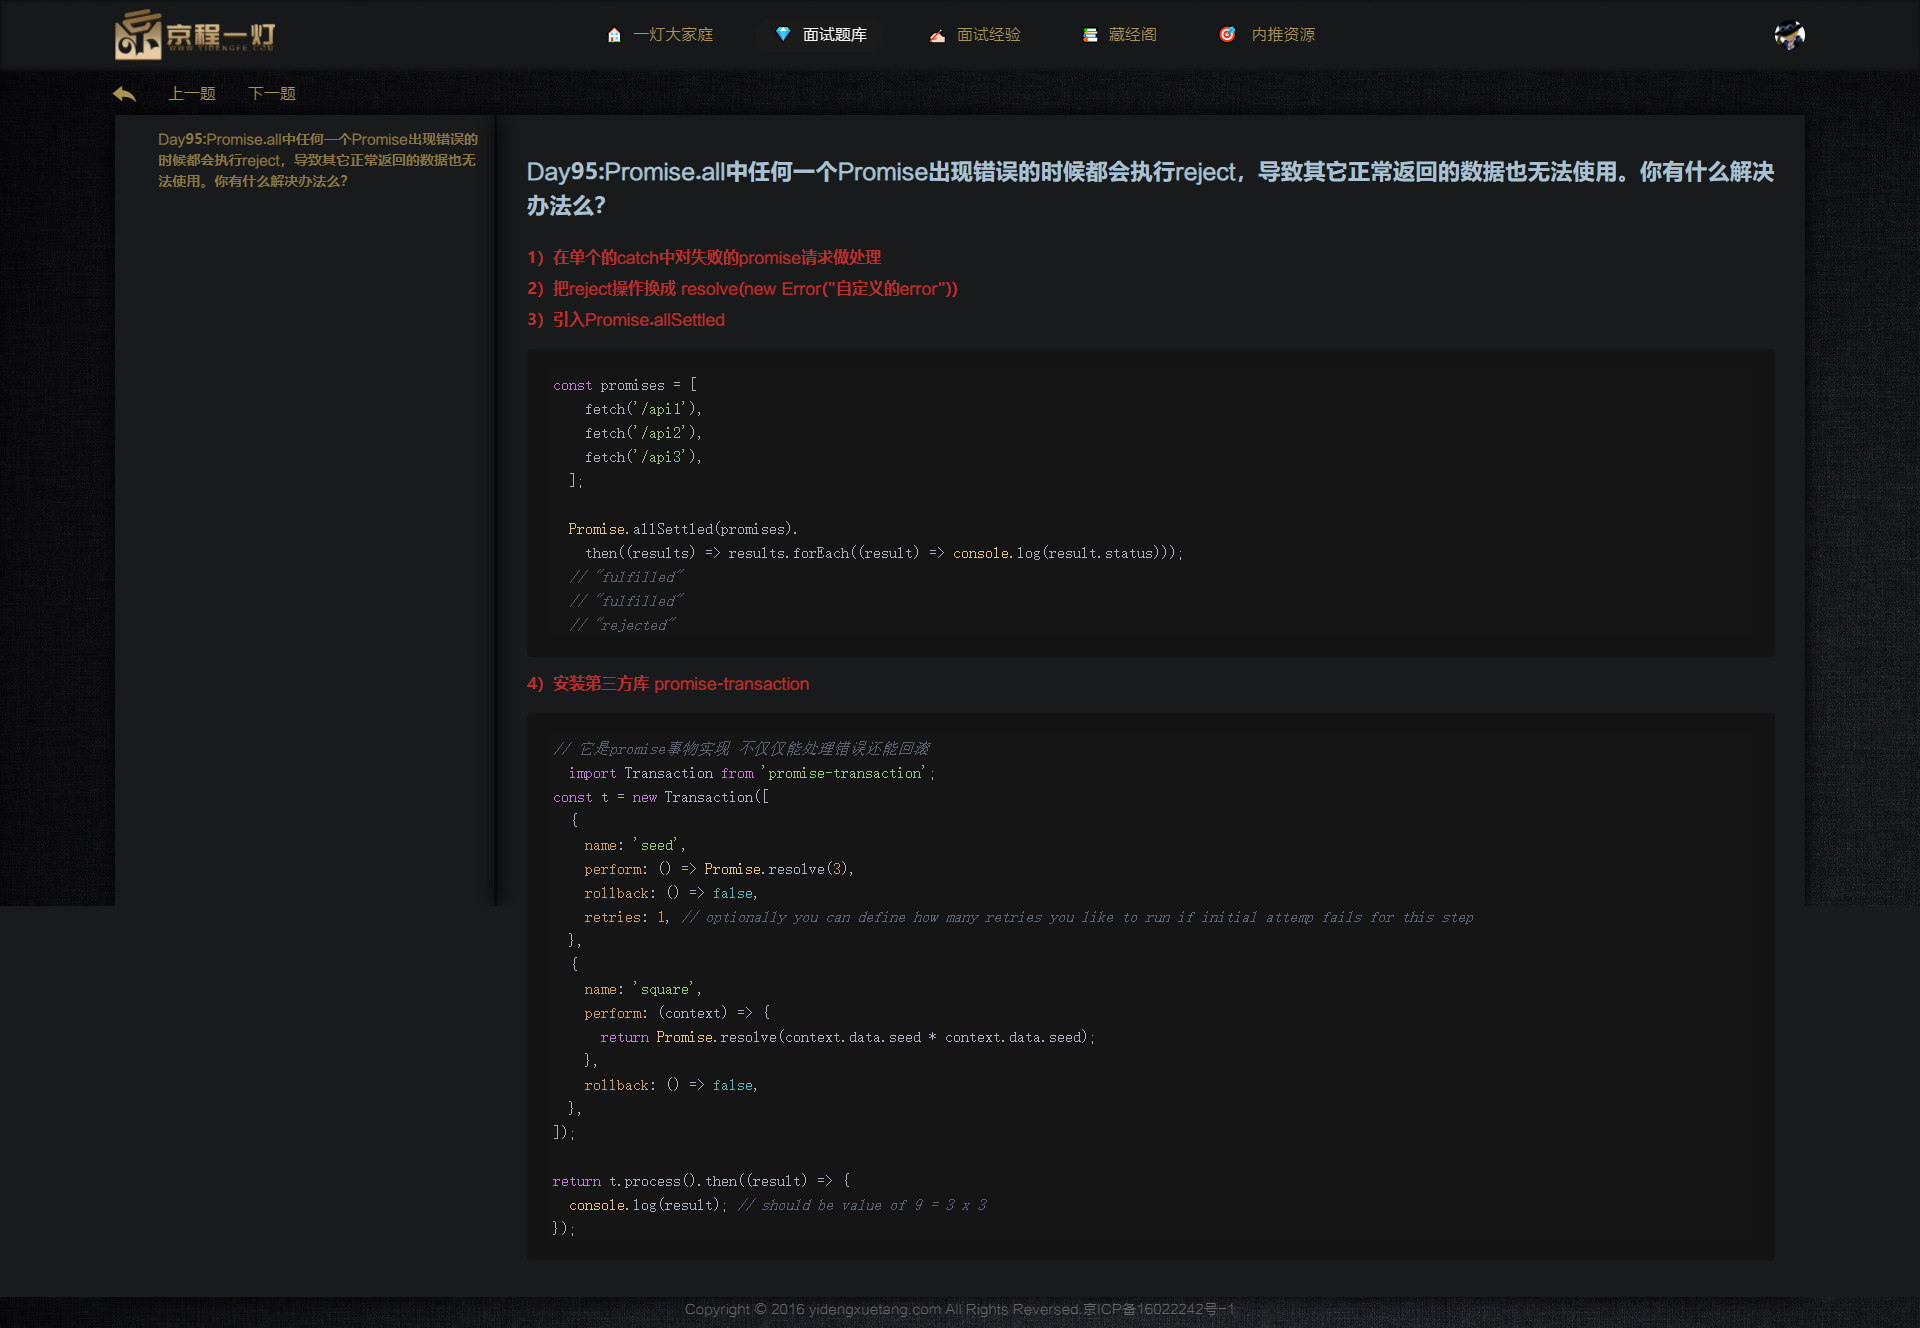 京程一灯
WWW.YIDENGFE.COM
一灯大家庭
面试题库
面试经验
藏经阁
内推资源
上一题
下一题
Day95:Promise.all中任何一个Promise出现错误的
时候都会执行reject，导致其它正常返回的数据也无
法使用。你有什么解决办法么？
Day95:Promise.all中任何一个Promise出现错误的时候都会执行reject，导致其它正常返回的数据也无法使用。你有什么解决
办法么？
1）在单个的catch中对失败的promise请求做处理
2）把reject操作换成 resolve(new Error("自定义的error"))
3）引入Promise.allSettled
const promises = [
fetch('/api1'),
fetch('/api2'),
fetch('/api3'),
];
Promise.allSettled(promises).
then((results) => results.forEach((result) => console.log(result.status)));
// "fulfilled"
// "fulfilled"
// "rejected"
4）安装第三方库 promise-transaction
// 它是promise事物实现 不仅仅能处理错误还能回滚
import Transaction from 'promise-transaction';
const t = new Transaction([
{
name: 'seed',
perform: () => Promise.resolve(3),
rollback: () => false,
retries: 1, // optionally you can define how many retries you like to run if initial attemp fails for this step
},
{
name: 'square',
perform: (context) => {
return Promise.resolve(context.data.seed * context.data.seed);
},
rollback: () => false,
},
]);
return t.process().then((result) => {
console.log(result); // should be value of 9 = 3 x 3
});
Copyright © 2016 yidengxuetang.com All Rights Reversed.京ICP备16022242号-1